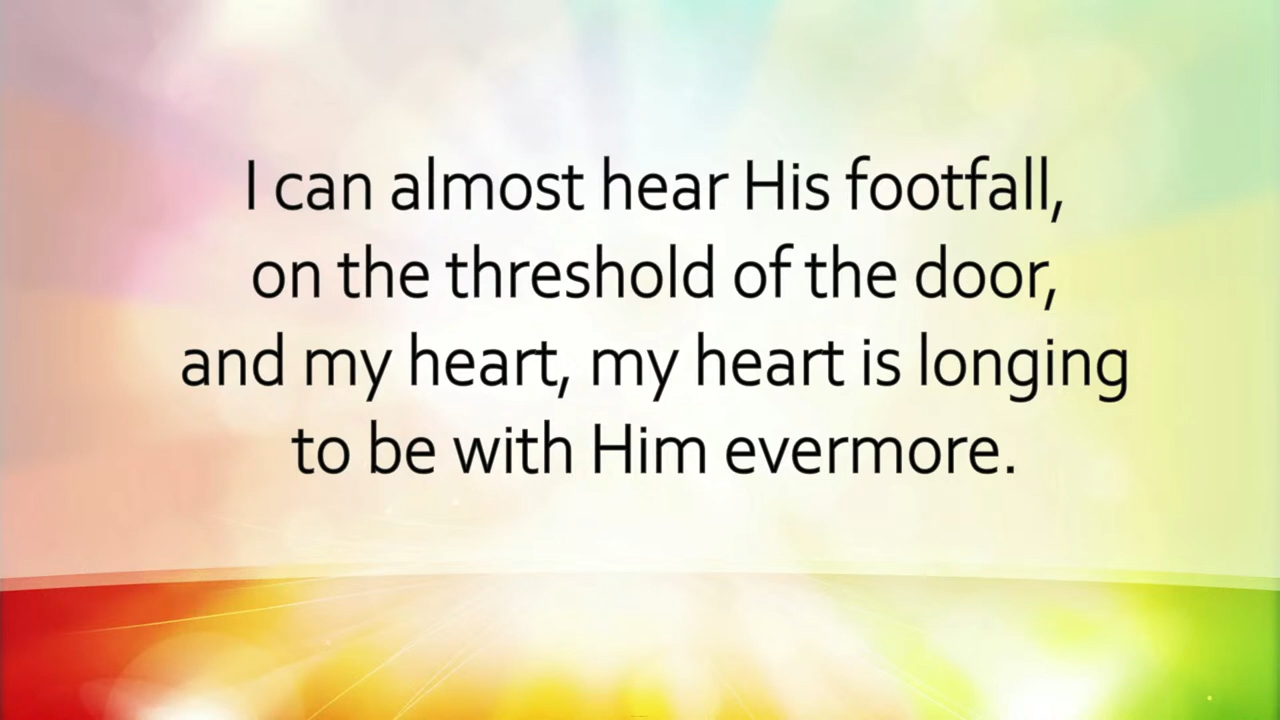 I can almost hear His footfall,
on the threshold of the door,
and my heart, my heart is longing
to be with Him evermore.